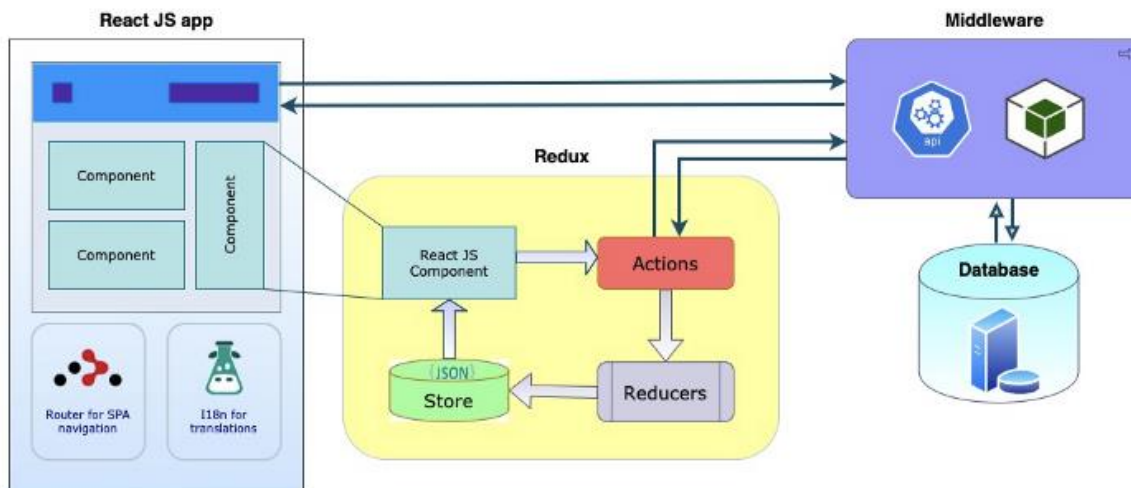 React JS app
Middleware
api
Component
Component
Component
Redux
React JS
Component
Actions
Database
{JSON}
Store
Reducers
Router for SPA
navigation
I18n for
translations